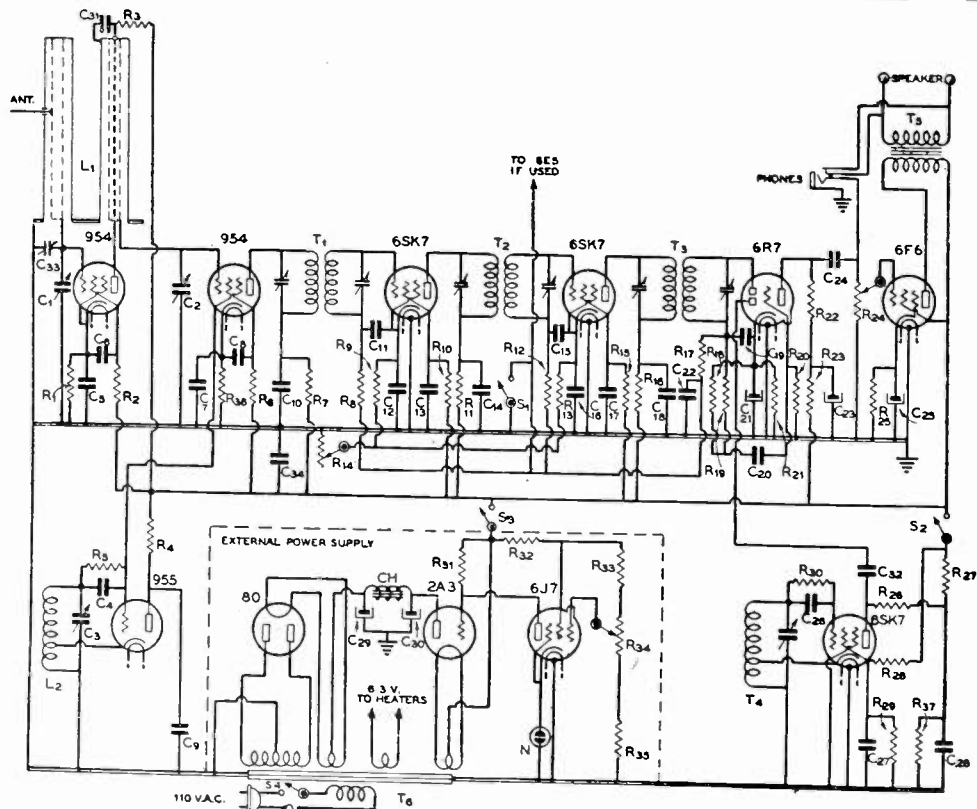 C31
R3
ANT.
L1
SPEAKER
T5
TO SES
IF USED
PHONES
954
954
T1
6SK7
T2
6SK7
T3
6R7
C24
6F6
C33
C1
C2
R24
R22
C6
C8
C11
C15
C19
R9
R10
R12
R15
R17
R18
R20
R23
R1
C5
R2
C7
R36
R6
C10
R7
R8
C12
C13
R11
C14
S1
R13
C16
C17
R16
C18
C22
C21
C23
R25
C25
C34
R14
R19
C20
R21
S3
S2
EXTERNAL POWER SUPPLY
R5
R4
955
C4
C3
L2
C9
80
CH
C29
C30
R31
2A3
R32
6J7
R33
R34
R35
6.3 V.
TO HEATERS
N
R27
C32
R30
R26
C26
6SK7
R28
T4
R29
R37
C27
C28
110 V.A.C.
S4
T6